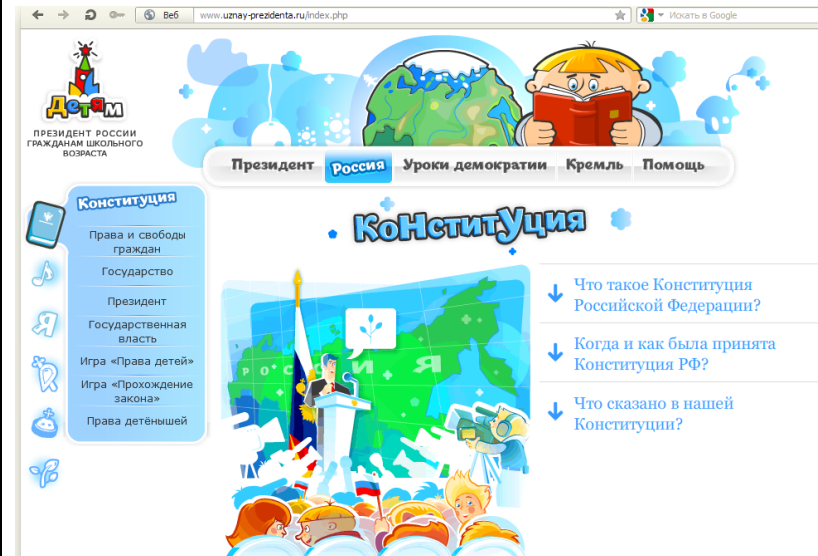 Веб
www.uznay-prezidenta.ru/index.php
Искать в Google
Детям
ПРЕЗИДЕНТ РОССИИ
ГРАЖДАНАМ ШКОЛЬНОГО
ВОЗРАСТА
Президент
Россия
Уроки демократии
Кремль
Помощь
Конституция
Права и свободы
граждан
Государство
Президент
Государственная
власть
Игра «Права детей»
Игра «Прохождение
закона»
Права детёнышей
КоНститУция
РОССИ, Я
Что такое Конституция
Российской Федерации?
Когда и как была принята
Конституция РФ?
Что сказано в нашей
Конституции?
Я